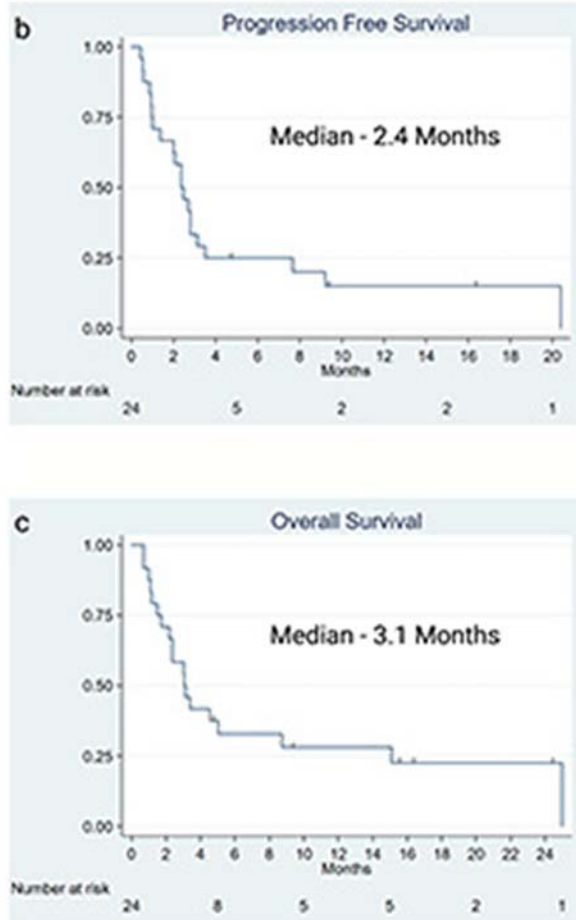 b
Progression Free Survival
1.00
0.75
0.50
0.25
0.00
Median - 2.4 Months
0 2 4 6 8 10 12 14 16 18 20
Months
Number at risk
24 5 2 2 1
c
Overall Survival
1.00
0.75
0.50
0.25
0.00
Median - 3.1 Months
0 2 4 6 8 10 12 14 16 18 20 22 24
Months
Number at risk
24 8 5 5 2 1